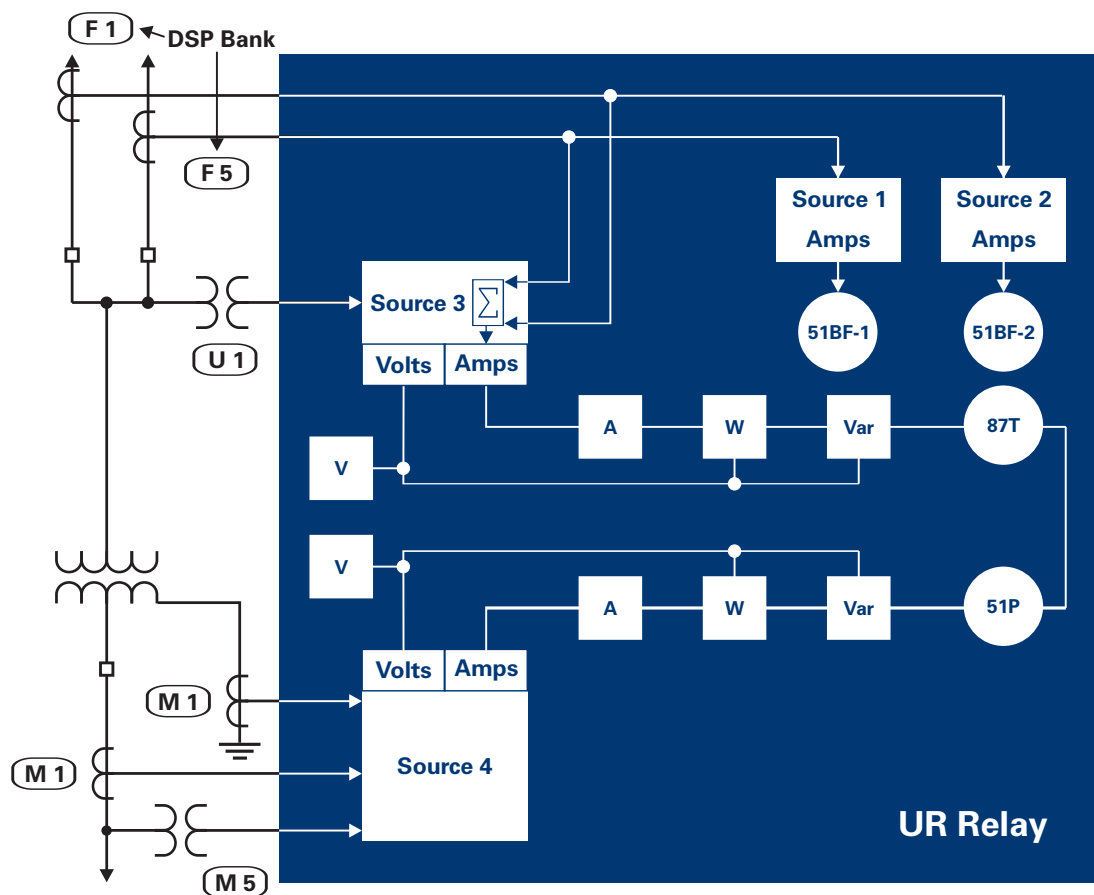 F 1
DSP Bank
F 5
Source 1
Amps
Source 2
Amps
Source 3
Σ
51BF-1
51BF-2
U 1
Volts
Amps
A
W
Var
87T
V
V
A
W
Var
51P
Volts
Amps
M 1
Source 4
M 1
UR Relay
M 5